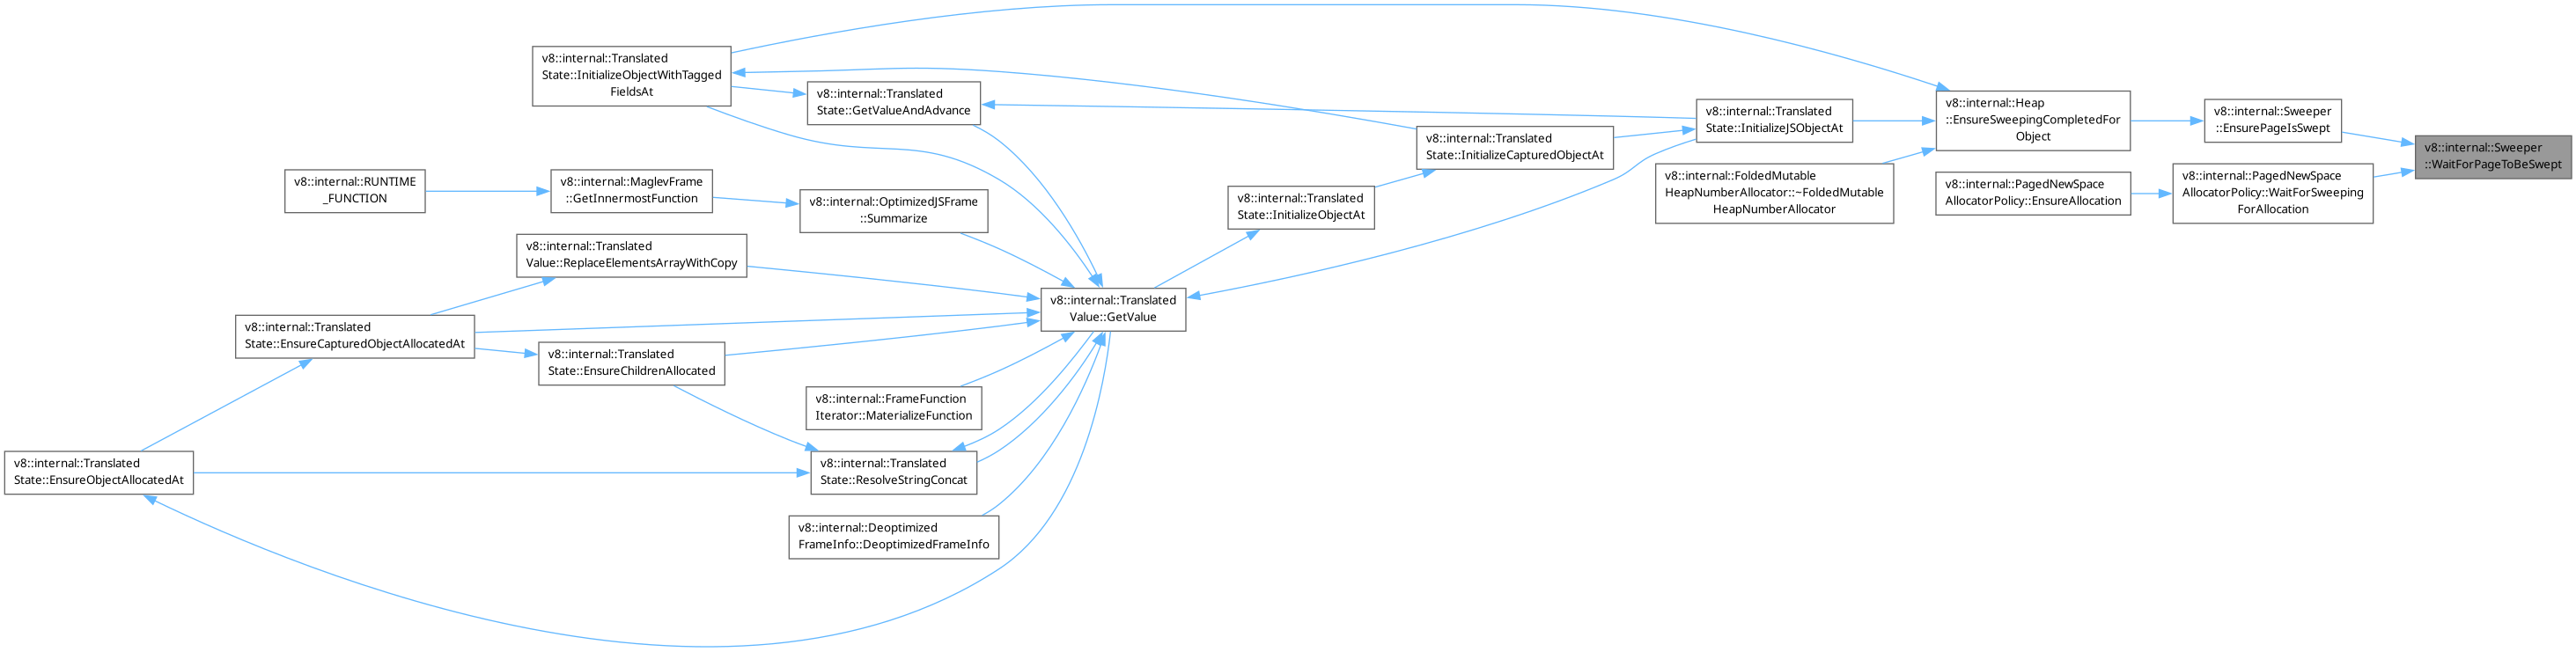 v8::internal::Translated
State::InitializeObjectWithTagged
FieldsAt
v8::internal::Translated
State::GetValueAndAdvance
v8::internal::Translated
State::InitializeJSObjectAt
v8::internal::Heap
::EnsureSweepingCompletedFor
Object
v8::internal::Sweeper
::EnsurePageIsSwept
v8::internal::Sweeper
::WaitForPageToBeSwept
v8::internal::Translated
State::InitializeCapturedObjectAt
v8::internal::RUNTIME
_FUNCTION
v8::internal::MaglevFrame
::GetInnermostFunction
v8::internal::OptimizedJSFrame
::Summarize
v8::internal::Translated
State::InitializeObjectAt
v8::internal::FoldedMutable
HeapNumberAllocator::~FoldedMutable
HeapNumberAllocator
v8::internal::PagedNewSpace
AllocatorPolicy::EnsureAllocation
v8::internal::PagedNewSpace
AllocatorPolicy::WaitForSweeping
ForAllocation
v8::internal::Translated
Value::ReplaceElementsArrayWithCopy
v8::internal::Translated
Value::GetValue
v8::internal::Translated
State::EnsureCapturedObjectAllocatedAt
v8::internal::Translated
State::EnsureChildrenAllocated
v8::internal::FrameFunction
Iterator::MaterializeFunction
v8::internal::Translated
State::EnsureObjectAllocatedAt
v8::internal::Translated
State::ResolveStringConcat
v8::internal::Deoptimized
FrameInfo::DeoptimizedFrameInfo